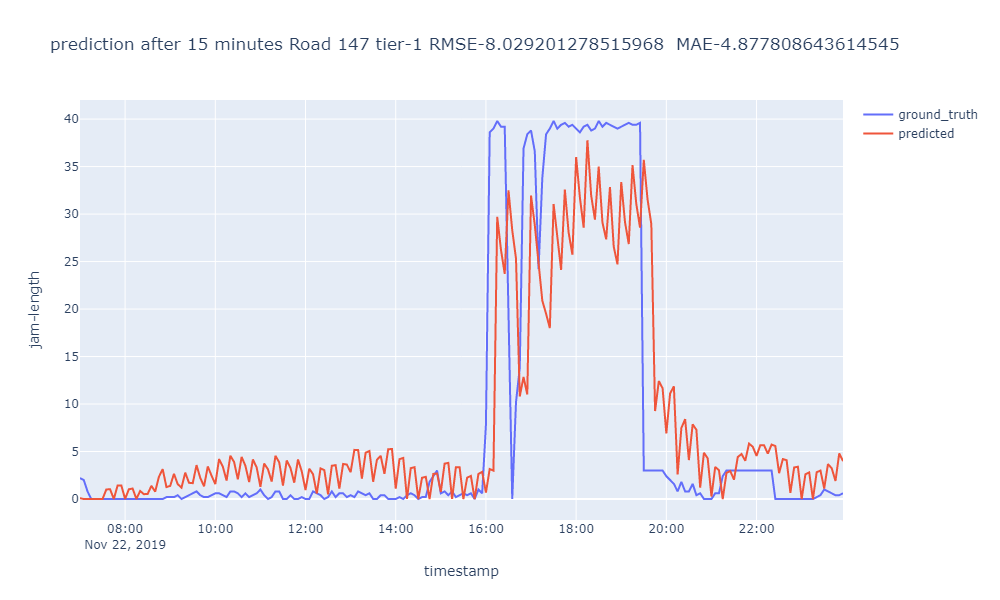 prediction after 15 minutes Road 147 tier-1 RMSE-8.029201278515968  MAE-4.877808643614545
ground_truth
predicted
40
35
30
25
20
15
10
5
0
jam-length
08:00 10:00 12:00 14:00 16:00 18:00 20:00 22:00
Nov 22, 2019
timestamp